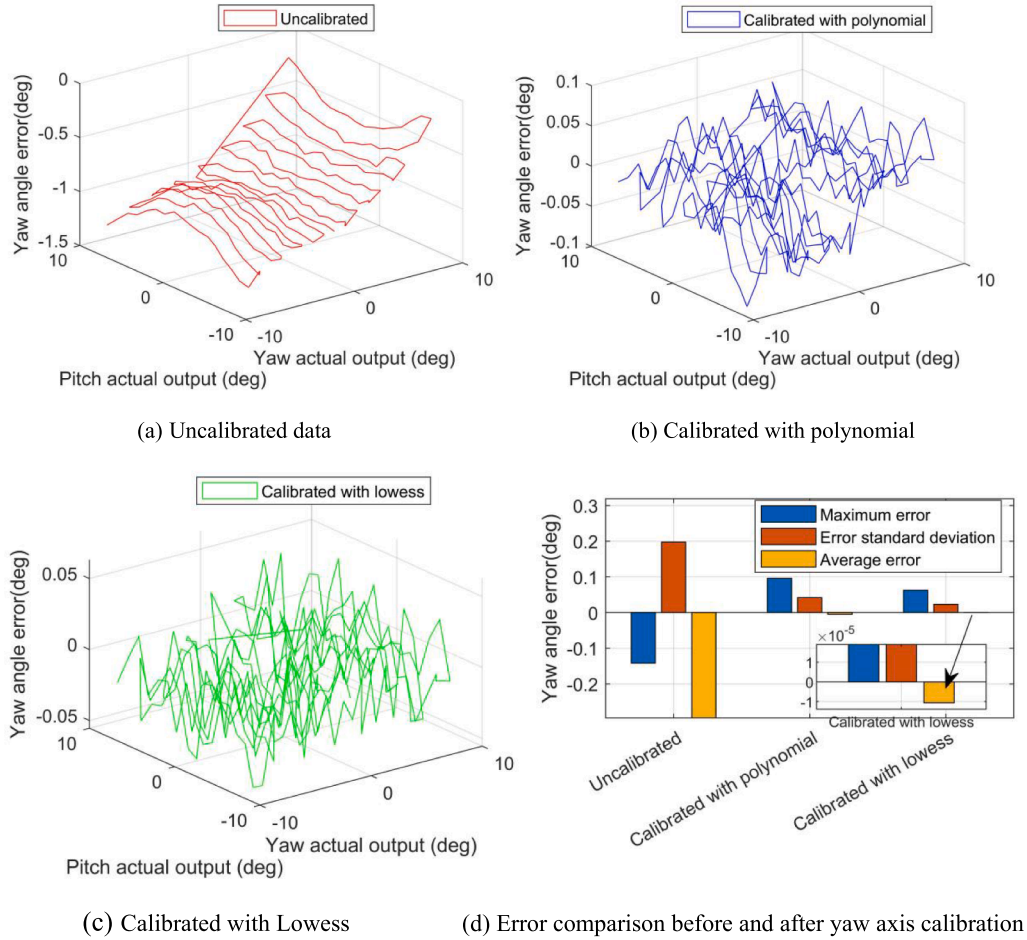 Uncalibrated
0
-0.5
-1
-1.5
Yaw angle error(deg)
10
0
-10
-10
0
10
Yaw actual output (deg)
Pitch actual output (deg)
(a) Uncalibrated data
Calibrated with polynomial
0.1
0.05
0
-0.05
-0.1
Yaw angle error(deg)
10
0
-10
-10
0
10
Yaw actual output (deg)
Pitch actual output (deg)
(b) Calibrated with polynomial
Calibrated with lowess
0.05
0
-0.05
Yaw angle error(deg)
10
0
-10
-10
0
10
Yaw actual output (deg)
Pitch actual output (deg)
(c) Calibrated with Lowess
0.3
0.2
0.1
0
-0.1
-0.2
Yaw angle error(deg)
Maximum error
Error standard deviation
Average error
×10-5
1
0
-1
Calibrated with lowess
Uncalibrated
Calibrated with polynomial
Calibrated with lowess
(d) Error comparison before and after yaw axis calibration